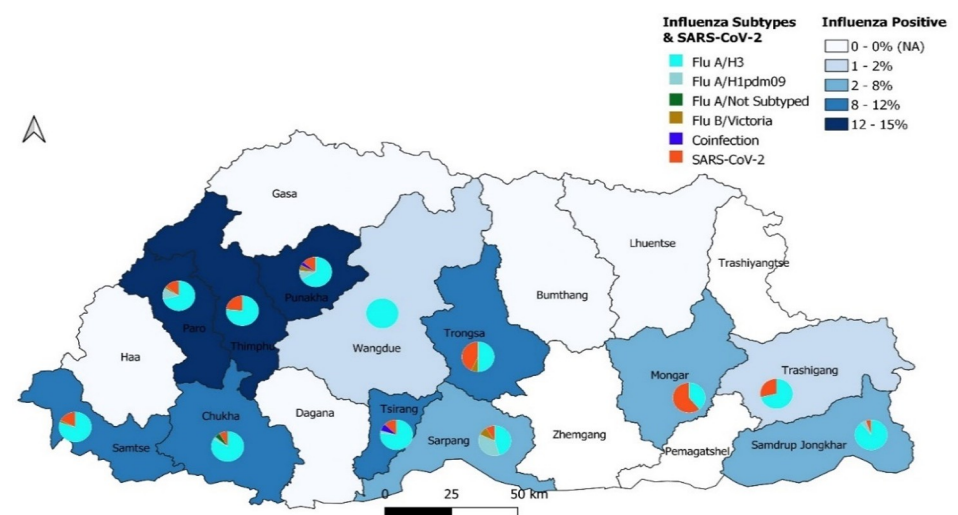 Influenza Subtypes
& SARS-CoV-2
Flu A/H3
Flu A/H1pdm09
Flu A/Not Subtyped
Flu B/Victoria
Coinfection
SARS-CoV-2
Influenza Positive
0 - 0% (NA)
1 - 2%
2 - 8%
8 - 12%
12 - 15%
Gasa
Lhuentse
Trashiyangtse
Punakha
Bumthang
Paro
Thimphu
Wangdue
Trongsa
Haa
Mongar
Trashigang
Chukha
Dagana
Tsirang
Samtse
Sarpang
Zhemgang
Pemagatshel
Samdrup Jongkhar
0 25 50 km